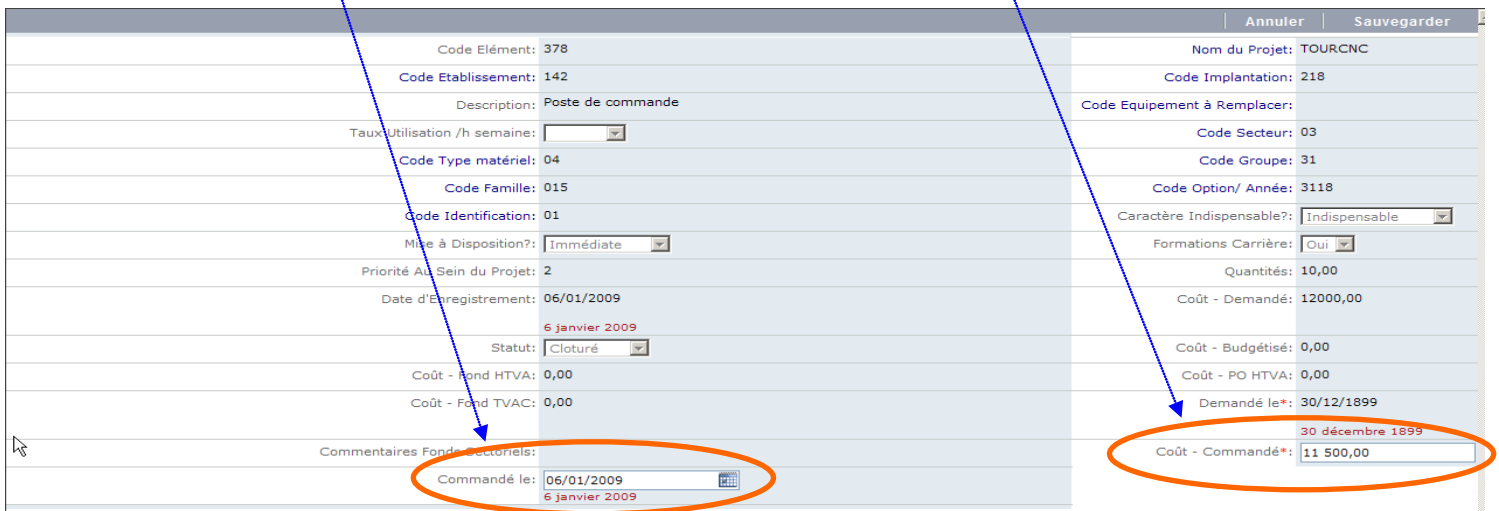 Annuler Sauvegarder
Code Elément: 378 Nom du Projet: TOURCNC
Code Etablissement: 142 Code Implantation: 218
Description: Poste de commande Code Equipement à Remplacer:
Taux Utilisation /h semaine: Code Secteur: 03
Code Type matériel: 04 Code Groupe: 31
Code Famille: 015 Code Option/ Année: 3118
Code Identification: 01 Caractère Indispensable?: Indispensable
Mise à Disposition?: Immédiate Formations Carrière: Oui
Priorité Au Sein du Projet: 2 Quantités: 10,00
Date d'Enregistrement: 06/01/2009 Coût - Demandé: 12000,00
6 janvier 2009
Statut: Cloturé Coût - Budgétisé: 0,00
Coût - Fond HTVA: 0,00 Coût - PO HTVA: 0,00
Coût - Fond TVAC: 0,00 Demandé le*: 30/12/1899
30 décembre 1899
Commentaires Fonds Sectoriels: Coût - Commandé*: 11 500,00
Commandé le: 06/01/2009
6 janvier 2009